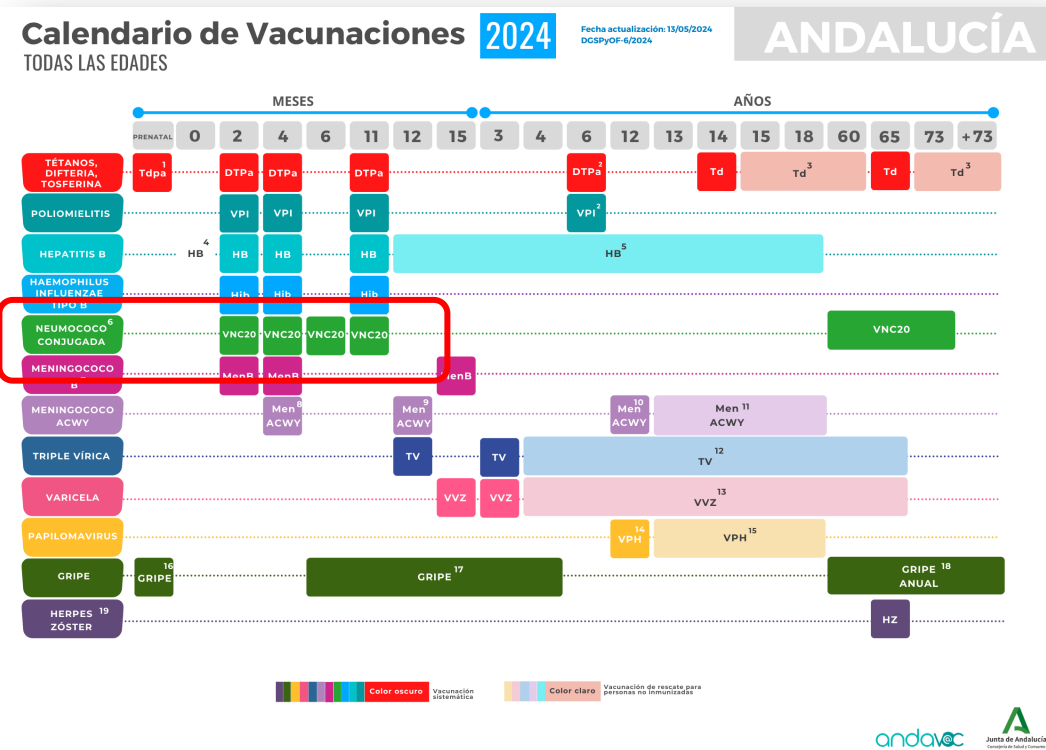 Calendario de Vacunaciones 2024
TODAS LAS EDADES
Fecha actualización: 13/05/2024
DGSPyOF-6/2024
ANDALUCÍA
MESES
AÑOS
PRENATAL 0 2 4 6 11 12 15 3 4 6 12 13 14 15 18 60 65 73 +73
TÉTANOS,
DIFTERIA,
TOSFERINA
Tdpa 1 DTPa DTPa DTPa DTPa 2 Td Td 3 Td Td 3
POLIOMIELITIS VPI VPI VPI VPI 2
HEPATITIS B HB 4 HB HB HB HB 5
HAEMOPHILUS
INFLUENZAE
TIPO B
Hib Hib Hib
NEUMOCOCO 6
CONJUGADA
VNC20 VNC20 VNC20 VNC20 VNC20
MENINGOCOCO
B
MenB MenB MenB
MENINGOCOCO
ACWY
Men 8 Men 9 Men 10 Men 11
ACWY ACWY ACWY ACWY
TRIPLE VÍRICA TV TV TV 12
VARICELA VVZ VVZ VVZ 13
PAPILOMAVIRUS VPH 14 VPH 15
GRIPE GRIPE 16 GRIPE 17 GRIPE 18
ANUAL
HERPES 19
ZÓSTER
HZ
Color oscuro
Vacunación
sistemática
Color claro
Vacunación de rescate para
personas no inmunizadas
andavac
Junta de Andalucía
Consejería de Salud y Consumo